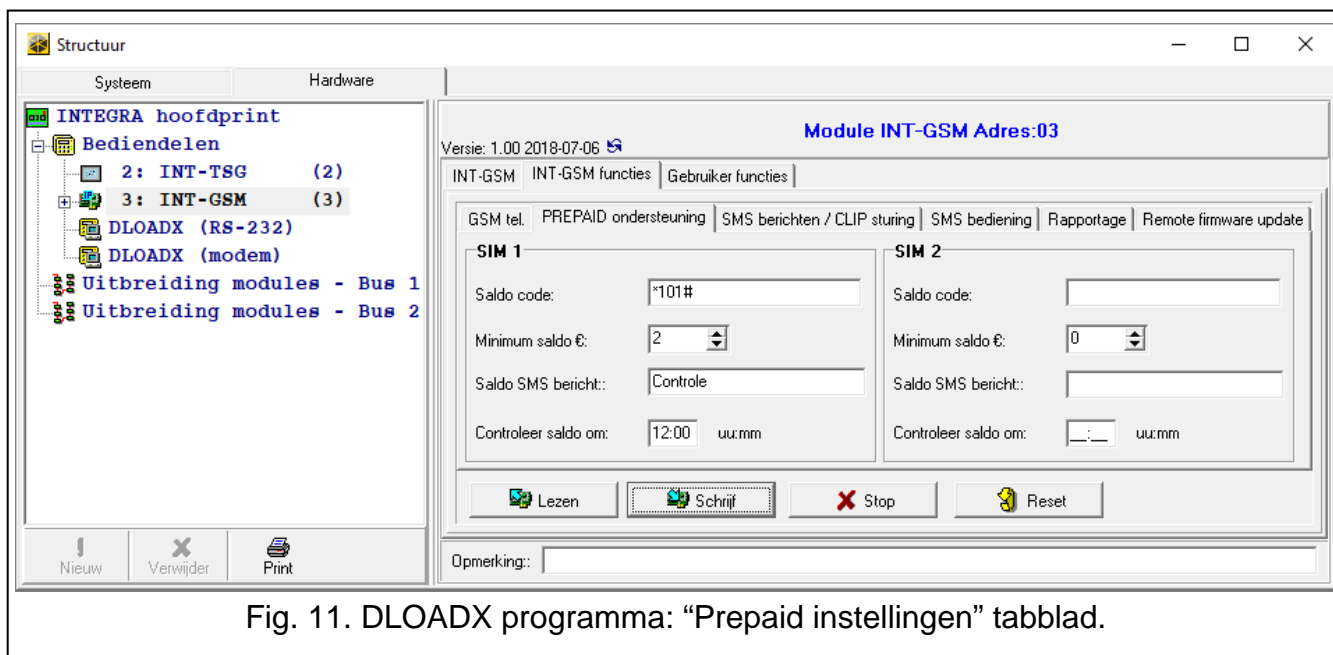 Structuur
Systeem Hardware
INTEGRA hoofdprint
Bediendelen
2: INT-TSG (2)
3: INT-GSM (3)
DLOADX (RS-232)
DLOADX (modem)
Uitbreiding modules - Bus 1
Uitbreiding modules - Bus 2
Nieuw Verwijder Print
Module INT-GSM Adres:03
Versie: 1.00 2018-07-06
INT-GSM INT-GSM functies Gebruiker functies
GSM tel. PREPAID ondersteuning SMS berichten / CLIP sturing SMS bediening Rapportage Remote firmware update
SIM 1
Saldo code: *101#
Minimum saldo €: 2
Saldo SMS bericht:: Controle
Controleer saldo om: 12:00 uu:mm
SIM 2
Saldo code:
Minimum saldo €: 0
Saldo SMS bericht::
Controleer saldo om: __:__ uu:mm
Lezen Schrijf Stop Reset
Opmerking::
Fig. 11. DLOADX programma: “Prepaid instellingen” tabblad.